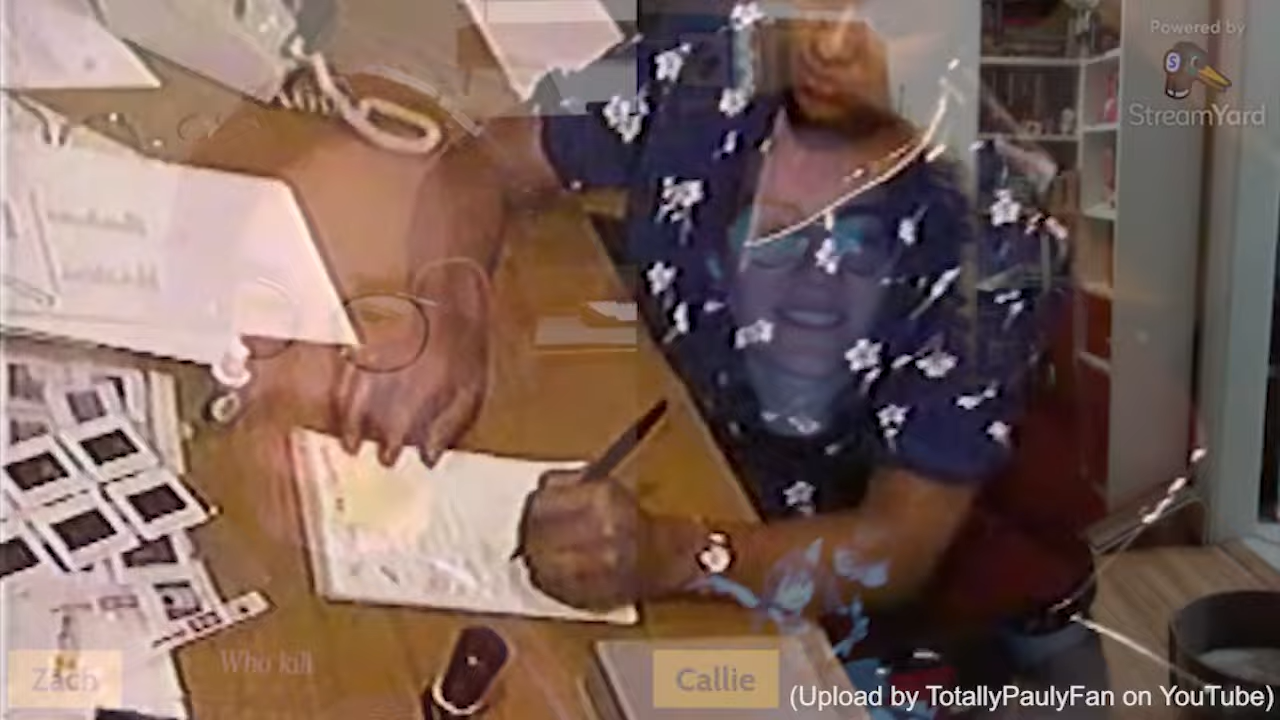 Powered by
StreamYard
Who kill
Zach
Callie
(Upload by TotallyPaulyFan on YouTube)